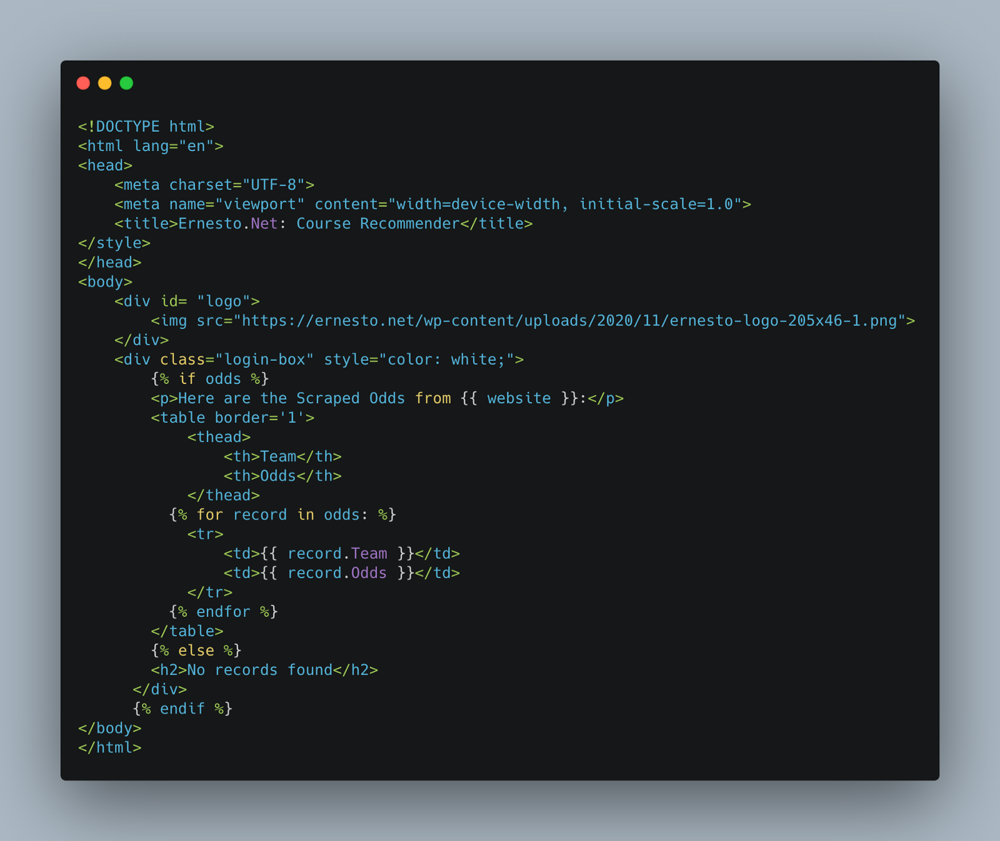 <!DOCTYPE html>
<html lang="en">
<head>
    <meta charset="UTF-8">
    <meta name="viewport" content="width=device-width, initial-scale=1.0">
    <title>Ernesto.Net: Course Recommender</title>
</style>
</head>
<body>
    <div id= "logo">
        <img src="https://ernesto.net/wp-content/uploads/2020/11/ernesto-logo-205x46-1.png">
    </div>
    <div class="login-box" style="color: white;">
        {% if odds %}
        <p>Here are the Scraped Odds from {{ website }}:</p>
        <table border='1'>
            <thead>
                <th>Team</th>
                <th>Odds</th>
            </thead>
          {% for record in odds: %}
            <tr>
                <td>{{ record.Team }}</td>
                <td>{{ record.Odds }}</td>
            </tr>
          {% endfor %}
        </table>
        {% else %}
        <h2>No records found</h2>
      </div>
      {% endif %}
</body>
</html>